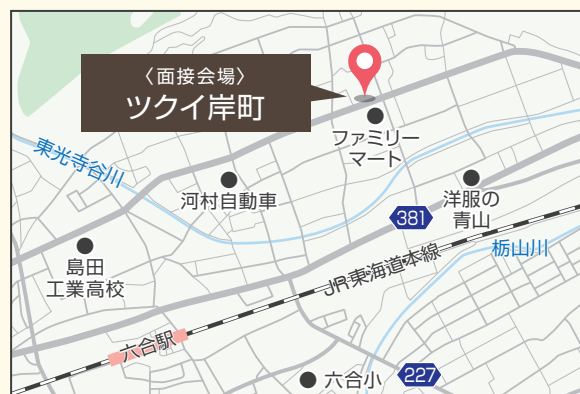 〈面接会場〉
ツクイ岸町
ファミリー
マート
東光寺谷川
河村自動車
洋服の
青山
381
島田
工業高校
栃山川
JR東海道本線
六合駅
六合小
227